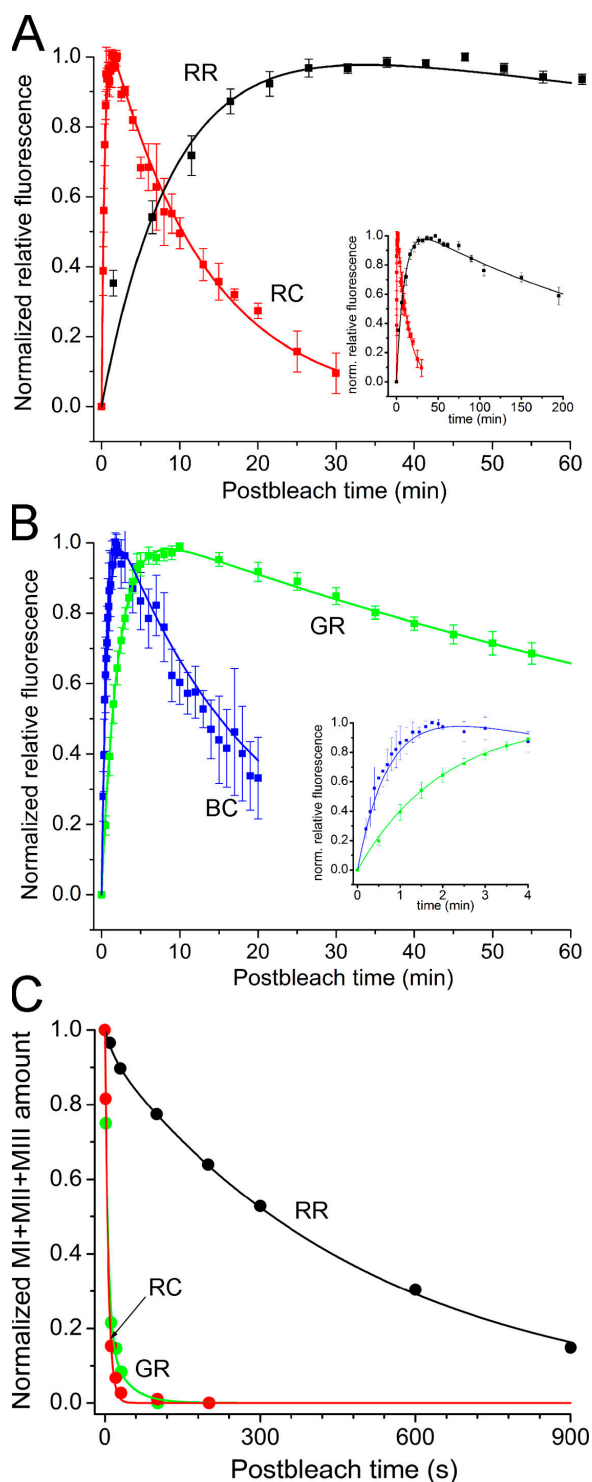 A
Normalized relative fluorescence
1.0
0.8
0.6
0.4
0.2
0.0
RR
RC
0 10 20 30 40 50 60
Postbleach time (min)
norm. relative fluorescence
1.0
0.8
0.6
0.4
0.2
0.0
0 50 100 150 200
time (min)
B
Normalized relative fluorescence
1.0
0.8
0.6
0.4
0.2
0.0
GR
BC
0 10 20 30 40 50 60
Postbleach time (min)
norm. relative fluorescence
1.0
0.8
0.6
0.4
0.2
0.0
0 1 2 3 4
time (min)
C
Normalized MI+MII+MIII amount
1.0
0.8
0.6
0.4
0.2
0.0
RR
RC
GR
0 300 600 900
Postbleach time (s)